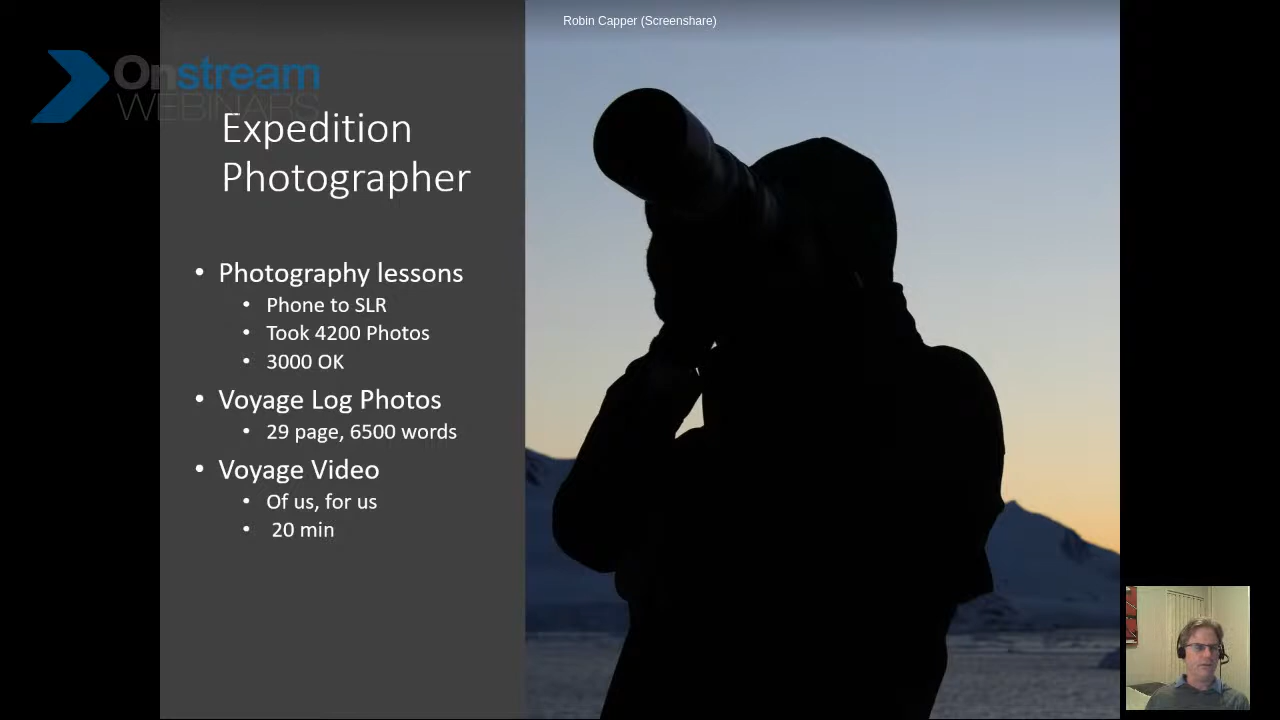 Robin Capper (Screenshare)
Onstream
WEBINARS
Expedition
Photographer
• Photography lessons
• Phone to SLR
• Took 4200 Photos
• 3000 OK
• Voyage Log Photos
• 29 page, 6500 words
• Voyage Video
• Of us, for us
• 20 min